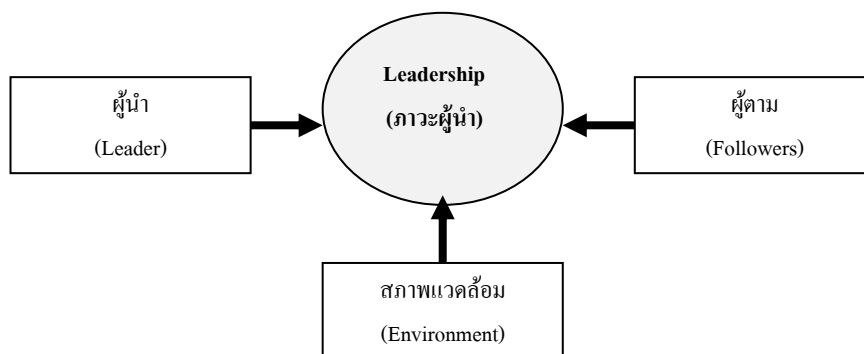 Leadership
(ภาวะผู้นำ)
ผู้นำ
(Leader)
ผู้ตาม
(Followers)
สภาพแวดล้อม
(Environment)